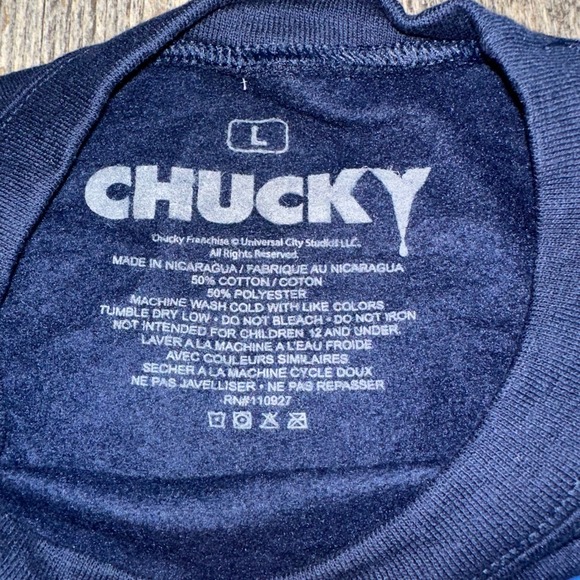 L
CHUCKY
Chucky Franchise © Universal City Studios LLC.
All Rights Reserved.
MADE IN NICARAGUA / FABRIQUE AU NICARAGUA
50% COTTON / COTON
50% POLYESTER
MACHINE WASH COLD WITH LIKE COLORS
TUMBLE DRY LOW • DO NOT BLEACH • DO NOT IRON
NOT INTENDED FOR CHILDREN 12 AND UNDER.
LAVER A LA MACHINE A L'EAU FROIDE
AVEC COULEURS SIMILAIRES
SECHER A LA MACHINE CYCLE DOUX
NE PAS JAVELLISER • NE PAS REPASSER
RN#110927